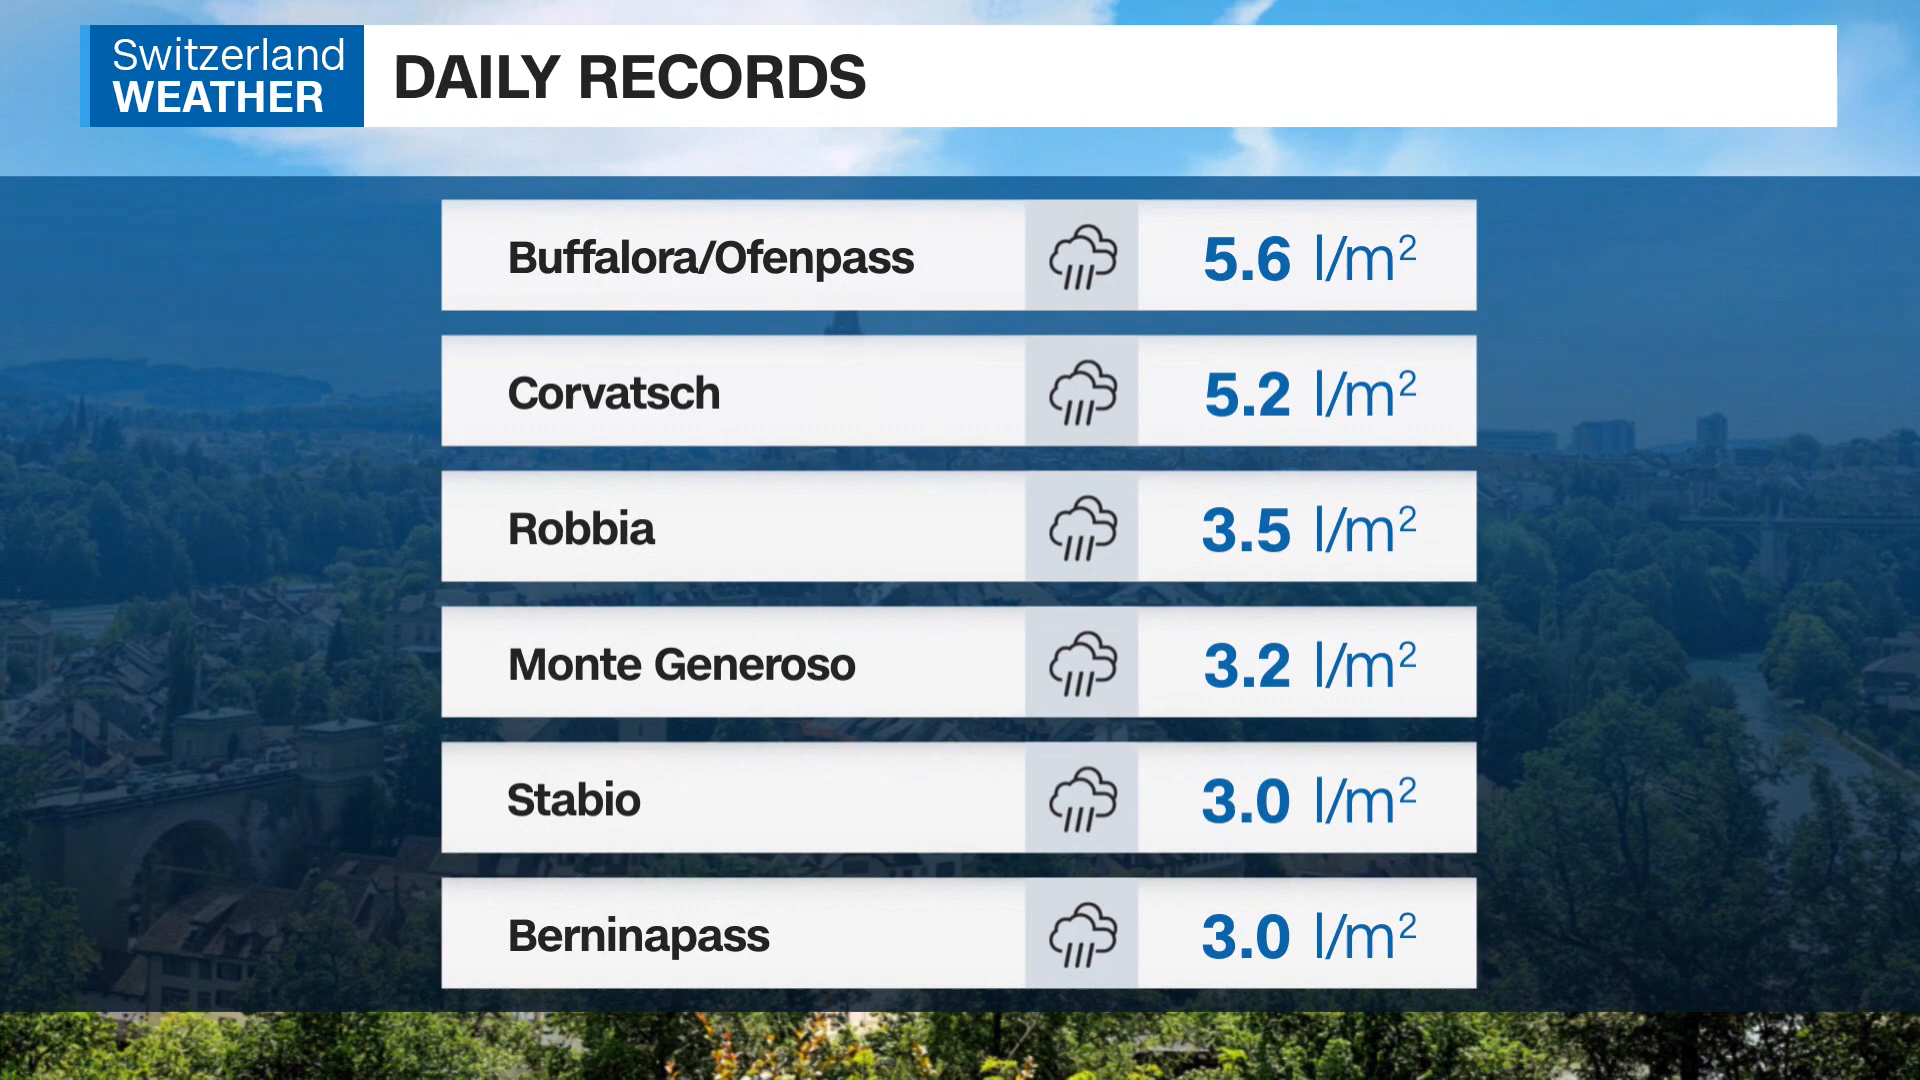 Switzerland
WEATHER
DAILY RECORDS
Buffalora/Ofenpass 5.6 l/m²
Corvatsch 5.2 l/m²
Robbia 3.5 l/m²
Monte Generoso 3.2 l/m²
Stabio 3.0 l/m²
Berninapass 3.0 l/m²